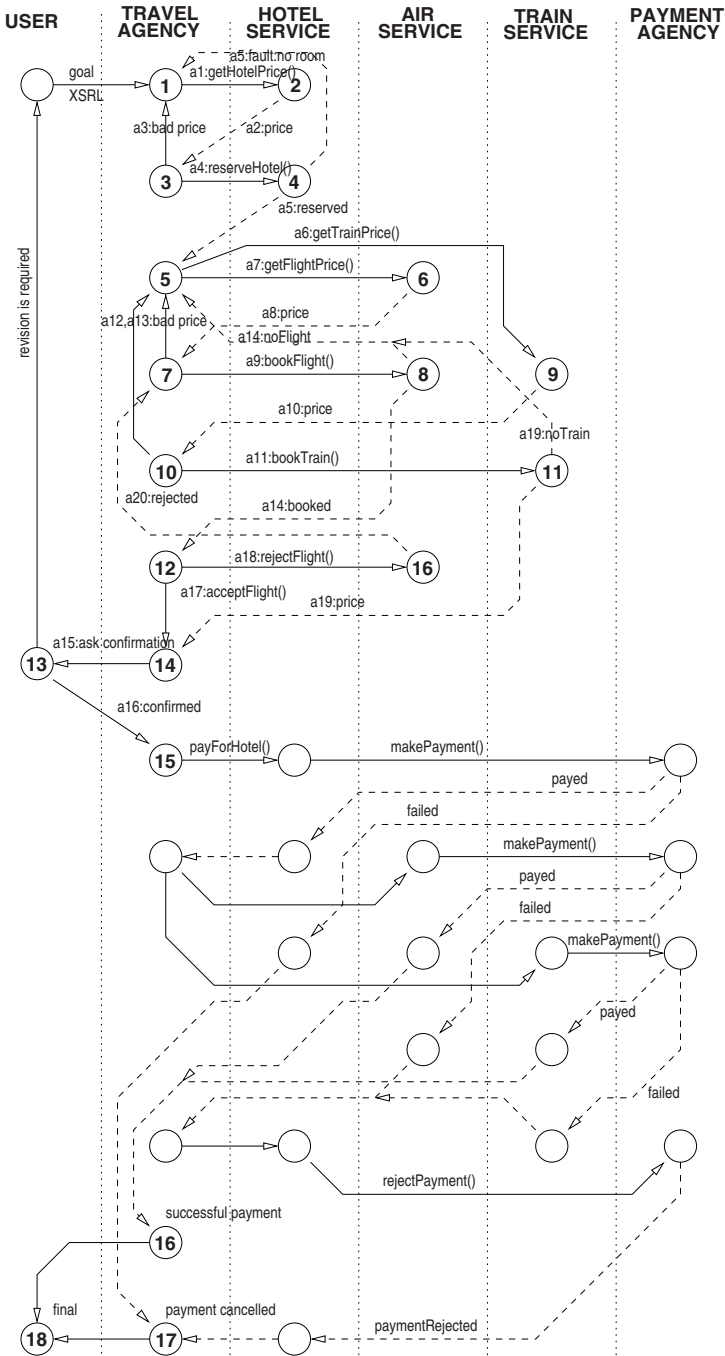 USER
TRAVEL
AGENCY
HOTEL
SERVICE
AIR
SERVICE
TRAIN
SERVICE
PAYMENT
AGENCY
a5:fault:no room
goal
a1:getHotelPrice()
1
2
XSRL
a3:bad price
a2:price
a4:reserveHotel()
3
4
a5:reserved
a6:getTrainPrice()
a7:getFlightPrice()
5
6
revision is required
a12,a13:bad price
a8:price
a14:noFlight
a9:bookFlight()
7
8
9
a10:price
a19:noTrain
a11:bookTrain()
10
11
a20:rejected
a14:booked
a18:rejectFlight()
12
16
a17:acceptFlight()
a19:price
a15:ask confirmation
13
14
a16:confirmed
payForHotel()
makePayment()
15
payed
failed
makePayment()
payed
failed
makePayment()
payed
failed
rejectPayment()
successful payment
16
final
payment cancelled
paymentRejected
18
17